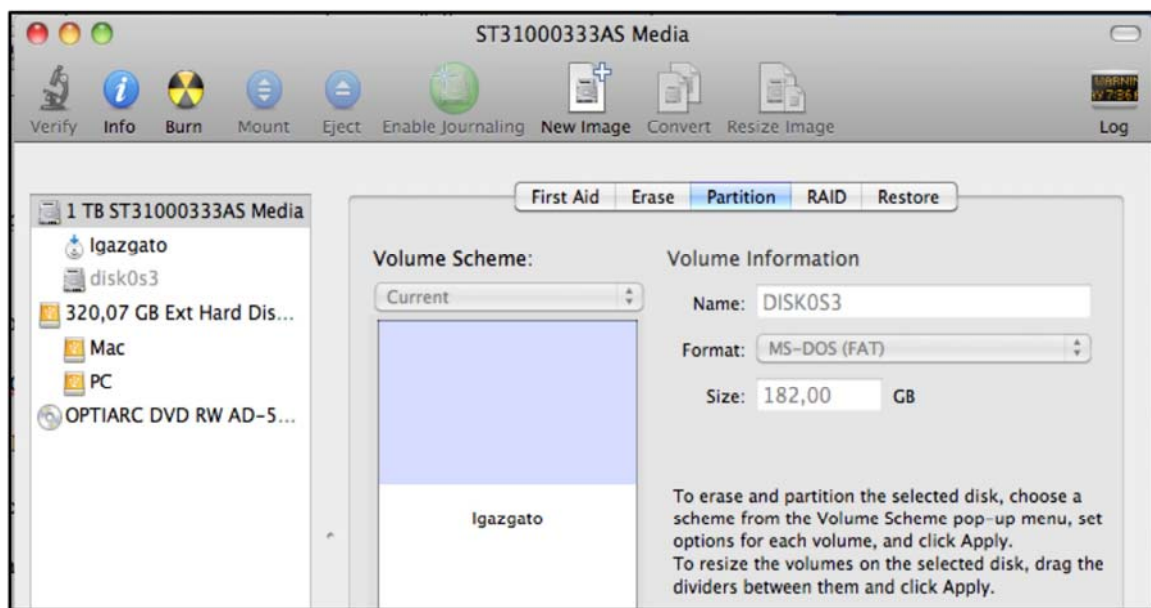 ST31000333AS Media
Verify Info Burn Mount Eject Enable Journaling New Image Convert Resize Image Log
First Aid Erase Partition RAID Restore
1 TB ST31000333AS Media
Igazgato
disk0s3
320,07 GB Ext Hard Dis...
Mac
PC
OPTIARC DVD RW AD-5...
Volume Scheme:
Current
Igazgato
Volume Information
Name: DISK0S3
Format: MS-DOS (FAT)
Size: 182,00 GB
To erase and partition the selected disk, choose a
scheme from the Volume Scheme pop-up menu, set
options for each volume, and click Apply.
To resize the volumes on the selected disk, drag the
dividers between them and click Apply.